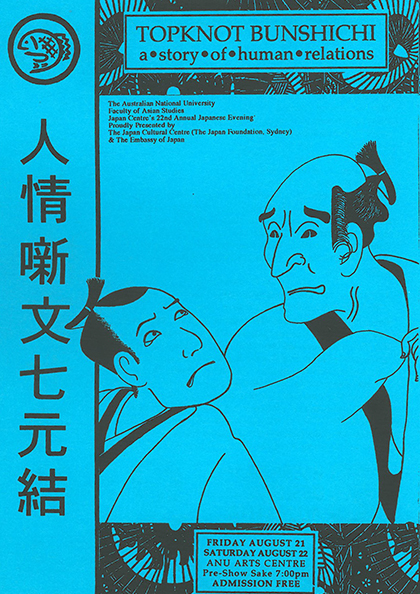 TOPKNOT BUNSHICHI
a•story•of•human•relations
The Australian National University
Faculty of Asian Studies
Japan Centre's 22nd Annual Japanese Evening
Proudly Presented by
The Japan Cultural Centre (The Japan Foundation, Sydney)
& The Embassy of Japan
人情噺文七元結
FRIDAY AUGUST 21
SATURDAY AUGUST 22
ANU ARTS CENTRE
Pre-Show Sake 7:00pm
ADMISSION FREE